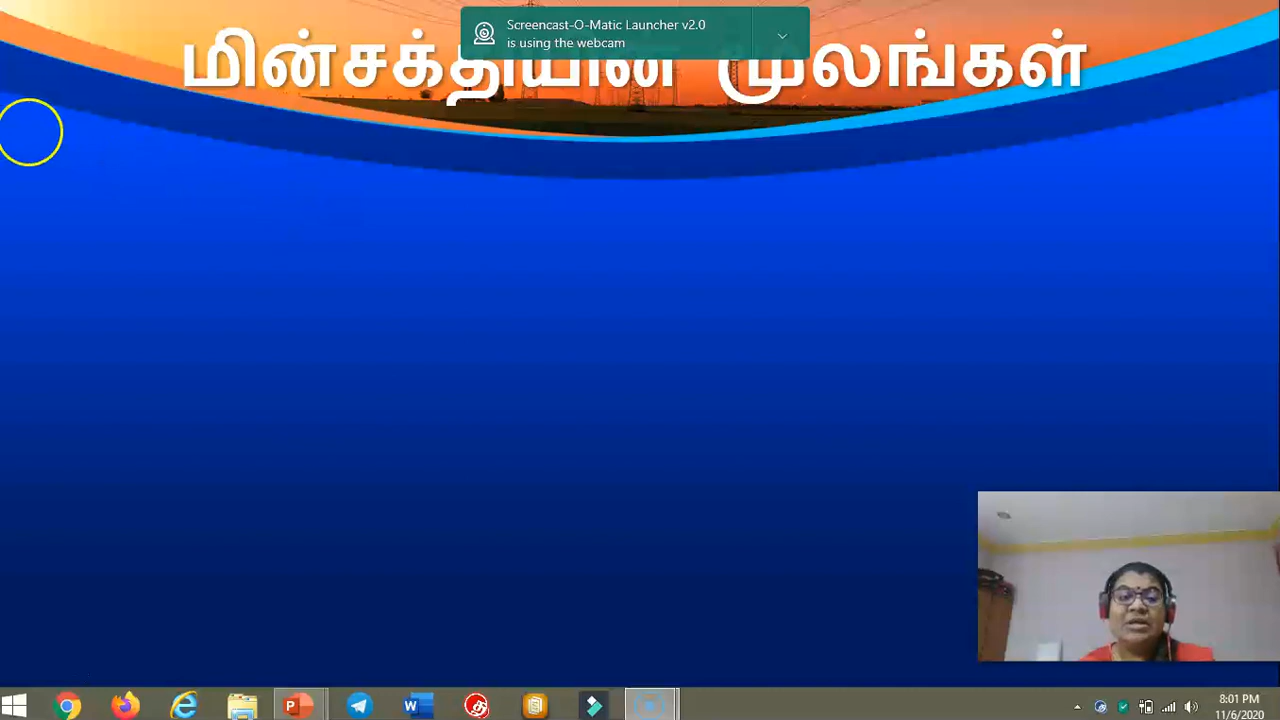 Screencast-O-Matic Launcher v2.0
is using the webcam
மின்சக்தியின் மூலங்கள்
8:01 PM
11/6/2020